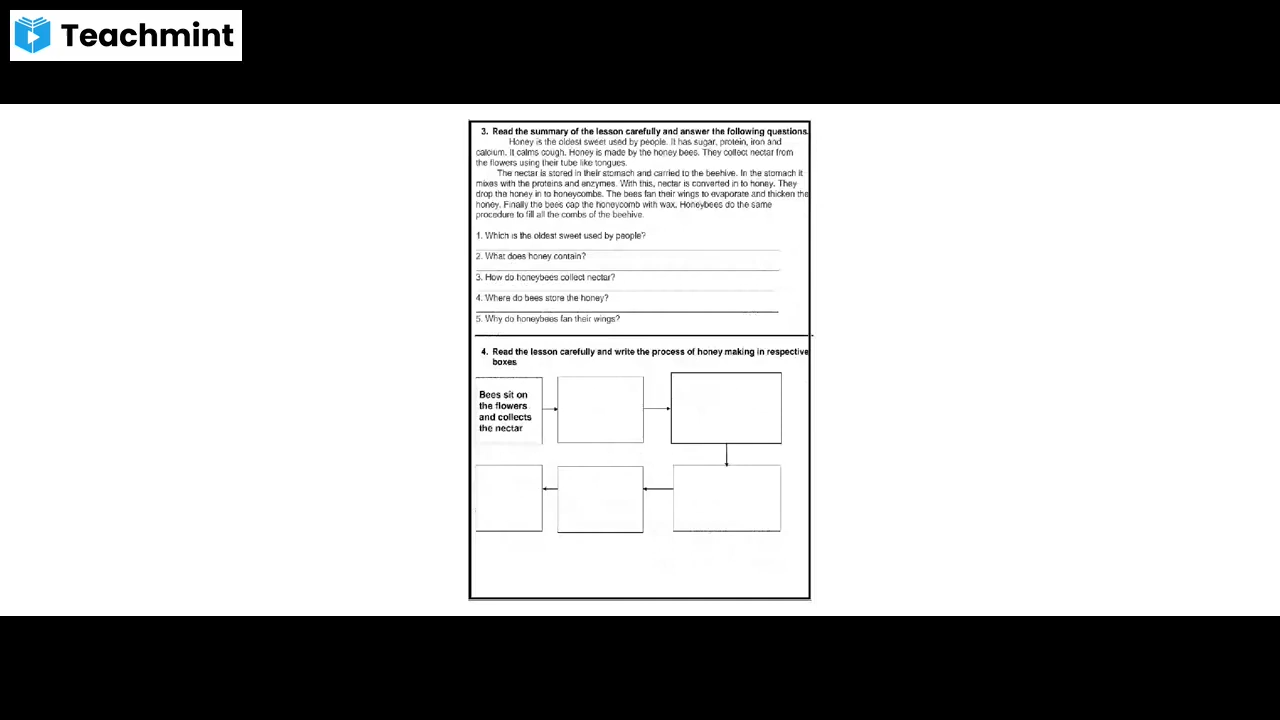 Teachmint
3. Read the summary of the lesson carefully and answer the following questions.
Honey is the oldest sweet used by people. It has sugar, protein, iron and
calcium. It calms cough. Honey is made by the honey bees. They collect nectar from
the flowers using their tube like tongues.
The nectar is stored in their stomach and carried to the beehive. In the stomach it
mixes with the proteins and enzymes. With this, nectar is converted in to honey. They
drop the honey in to honeycombs. The bees fan their wings to evaporate and thicken the
honey. Finally the bees cap the honeycomb with wax. Honeybees do the same
procedure to fill all the combs of the beehive.
1. Which is the oldest sweet used by people?
2. What does honey contain?
3. How do honeybees collect nectar?
4. Where do bees store the honey?
5. Why do honeybees fan their wings?
4. Read the lesson carefully and write the process of honey making in respective
boxes
Bees sit on
the flowers
and collects
the nectar